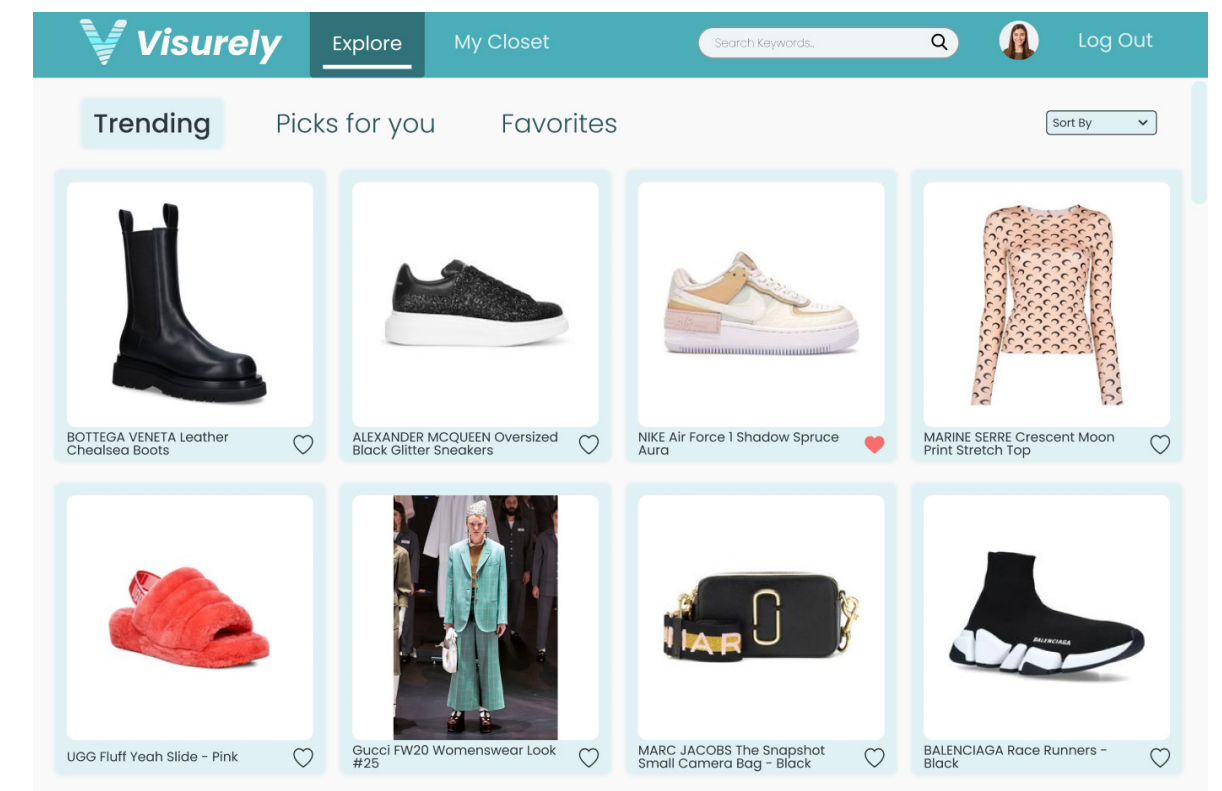 Visurely
Explore
My Closet
Search Keywords..
Log Out
Trending
Picks for you
Favorites
Sort By
BOTTEGA VENETA Leather
Chealsea Boots
ALEXANDER MCQUEEN Oversized
Black Glitter Sneakers
NIKE Air Force 1 Shadow Spruce
Aura
MARINE SERRE Crescent Moon
Print Stretch Top
MAR
BALENCIAGA
UGG Fluff Yeah Slide - Pink
Gucci FW20 Womenswear Look
#25
MARC JACOBS The Snapshot
Small Camera Bag - Black
BALENCIAGA Race Runners -
Black